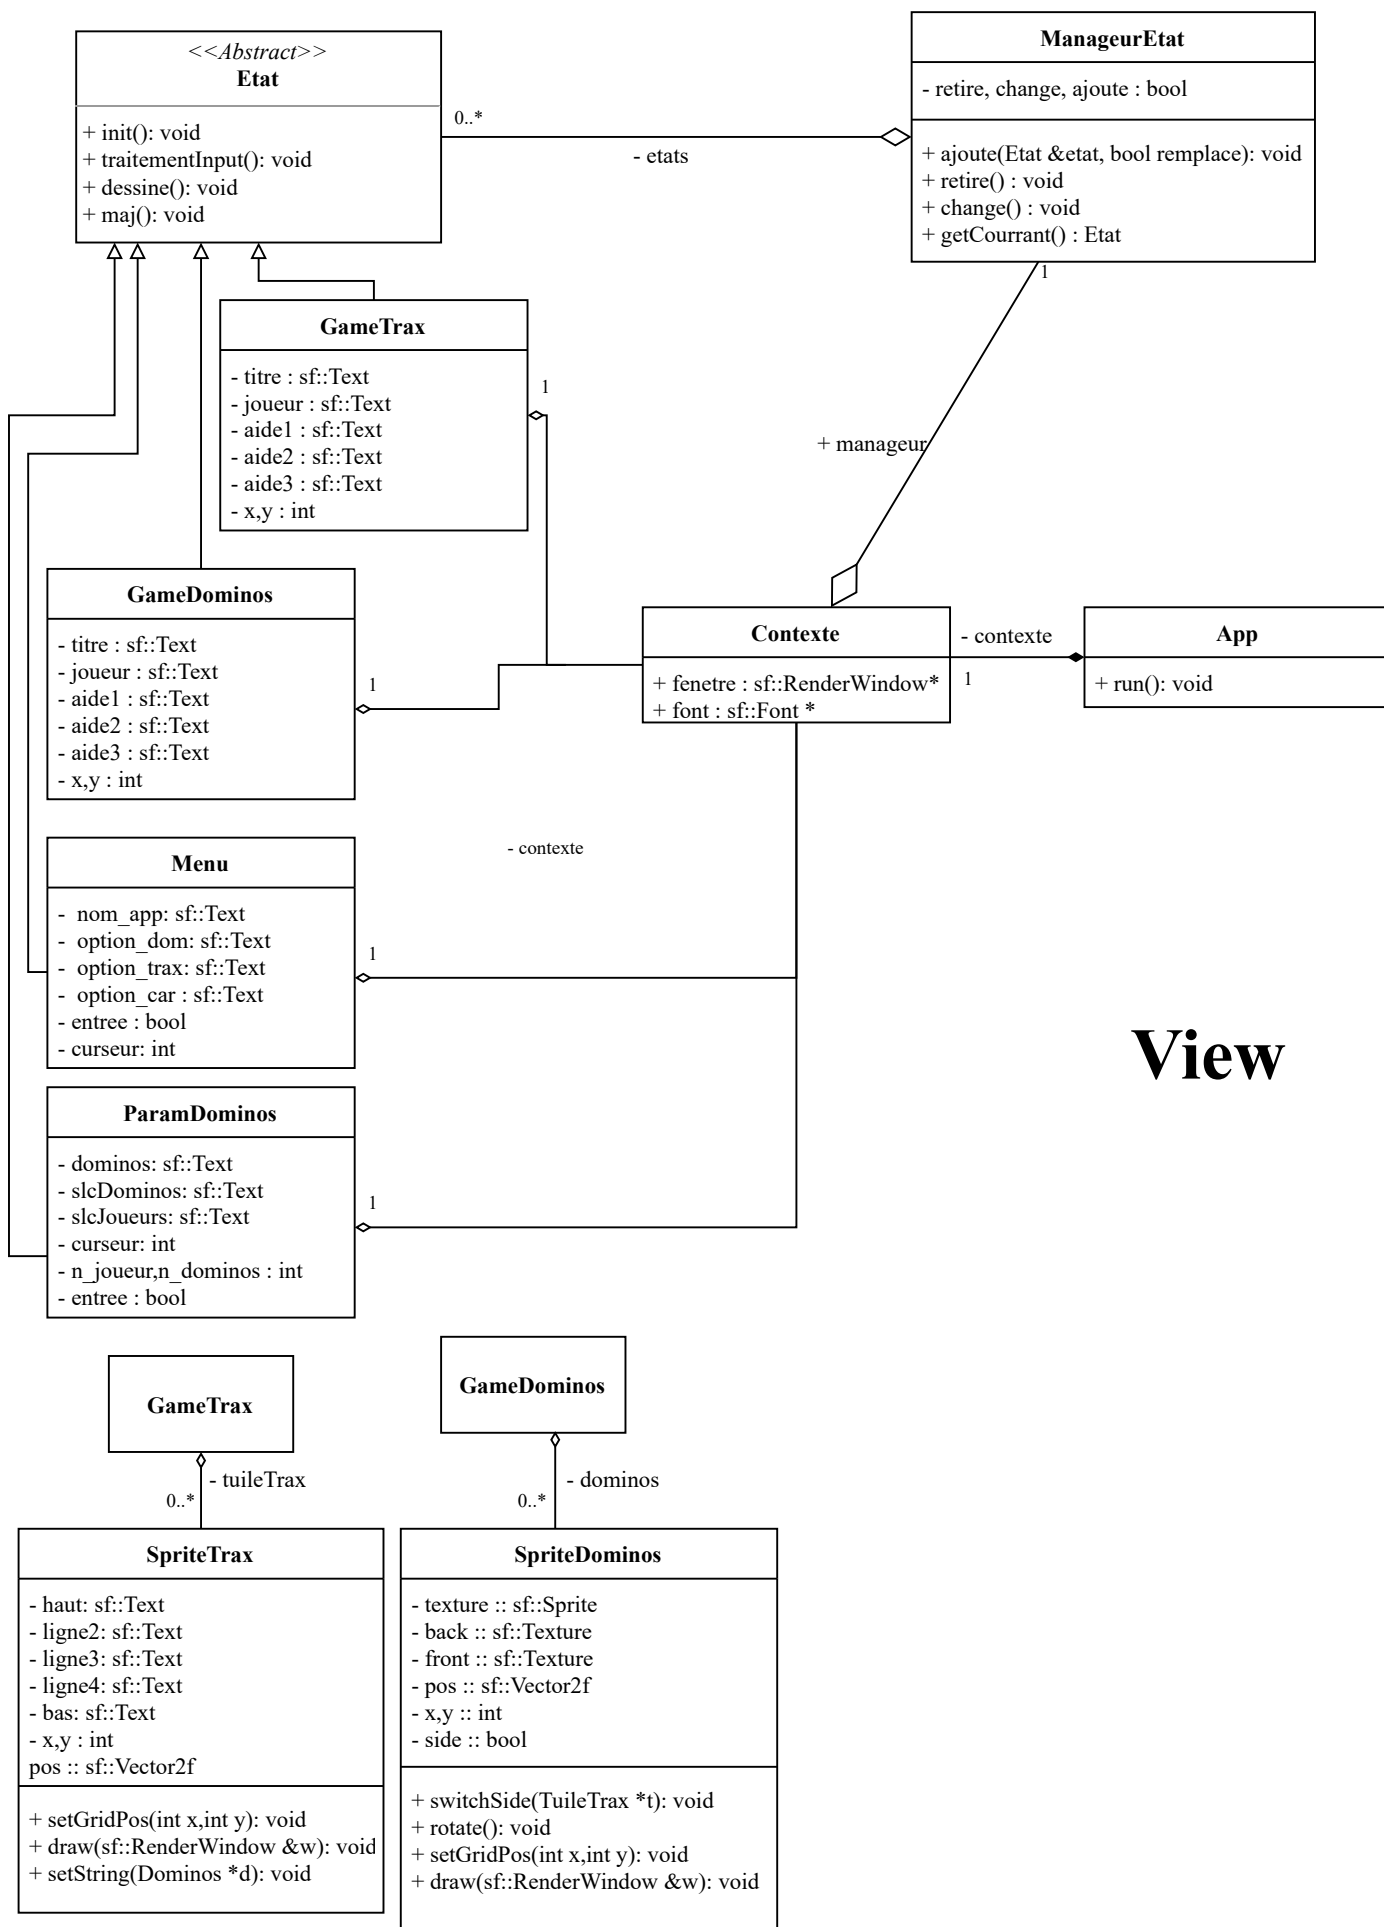 <<Abstract>>
Etat
+ init(): void
+ traitementInput(): void
+ dessine(): void
+ maj(): void
0..*
- etats
ManageurEtat
- retire, change, ajoute : bool
+ ajoute(Etat &etat, bool remplace): void
+ retire() : void
+ change() : void
+ getCourrant() : Etat
1
+ manageur
GameTrax
- titre : sf::Text
- joueur : sf::Text
- aide1 : sf::Text
- aide2 : sf::Text
- aide3 : sf::Text
- x,y : int
1
GameDominos
- titre : sf::Text
- joueur : sf::Text
- aide1 : sf::Text
- aide2 : sf::Text
- aide3 : sf::Text
- x,y : int
1
Contexte
+ fenetre : sf::RenderWindow*
+ font : sf::Font *
- contexte
1
App
+ run(): void
- contexte
Menu
- nom_app: sf::Text
- option_dom: sf::Text
- option_trax: sf::Text
- option_car : sf::Text
- entree : bool
- curseur: int
1
View
ParamDominos
- dominos: sf::Text
- slcDominos: sf::Text
- slcJoueurs: sf::Text
- curseur: int
- n_joueur,n_dominos : int
- entree : bool
1
GameTrax
- tuileTrax
0..*
GameDominos
- dominos
0..*
SpriteTrax
- haut: sf::Text
- ligne2: sf::Text
- ligne3: sf::Text
- ligne4: sf::Text
- bas: sf::Text
- x,y : int
pos :: sf::Vector2f
+ setGridPos(int x,int y): void
+ draw(sf::RenderWindow &w): void
+ setString(Dominos *d): void
SpriteDominos
- texture :: sf::Sprite
- back :: sf::Texture
- front :: sf::Texture
- pos :: sf::Vector2f
- x,y :: int
- side :: bool
+ switchSide(TuileTrax *t): void
+ rotate(): void
+ setGridPos(int x,int y): void
+ draw(sf::RenderWindow &w): void